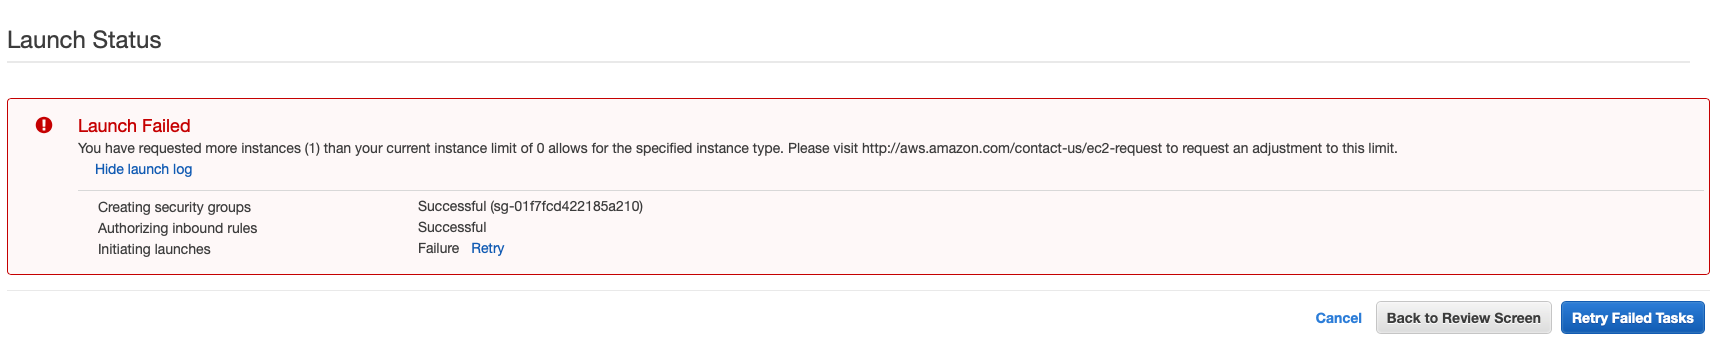 Launch Status
Launch Failed
You have requested more instances (1) than your current instance limit of 0 allows for the specified instance type. Please visit http://aws.amazon.com/contact-us/ec2-request to request an adjustment to this limit.
Hide launch log
Creating security groups Successful (sg-01f7fcd422185a210)
Authorizing inbound rules Successful
Initiating launches Failure Retry
Cancel Back to Review Screen Retry Failed Tasks